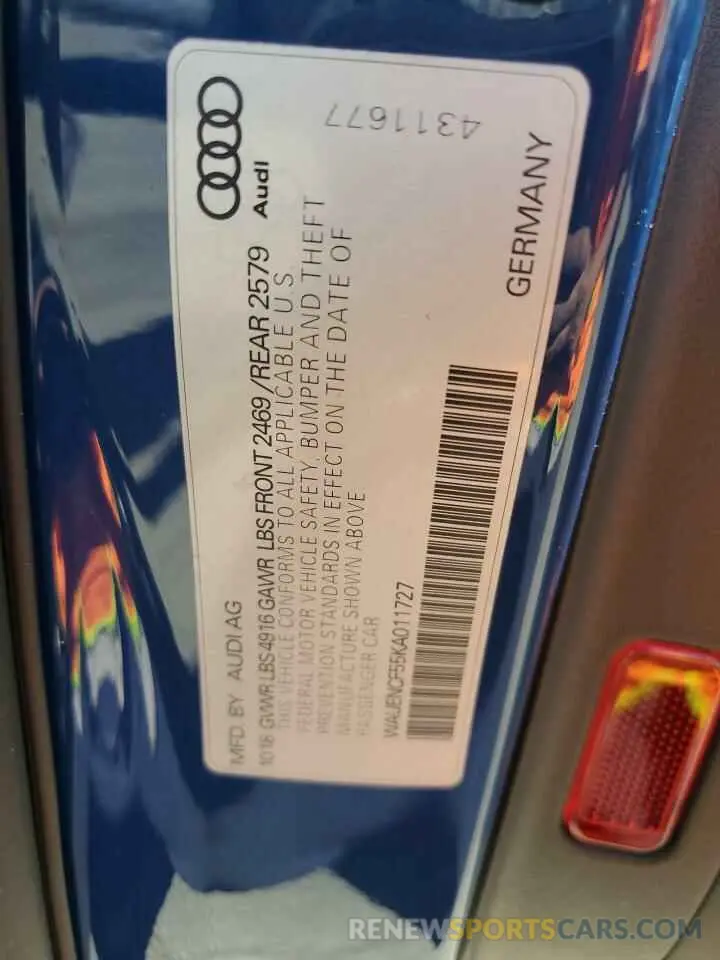 Audi
4311677
GERMANY
MFD. BY AUDI AG
10/18 GVWR LBS 4916 GAWR LBS FRONT 2469 /REAR 2579
THIS VEHICLE CONFORMS TO ALL APPLICABLE U.S
FEDERAL MOTOR VEHICLE SAFETY, BUMPER AND THEFT
PREVENTION STANDARDS IN EFFECT ON THE DATE OF
MANUFACTURE SHOWN ABOVE
PASSENGER CAR
WAUENCF55KA011727
RENEWSPORTSCARS.COM